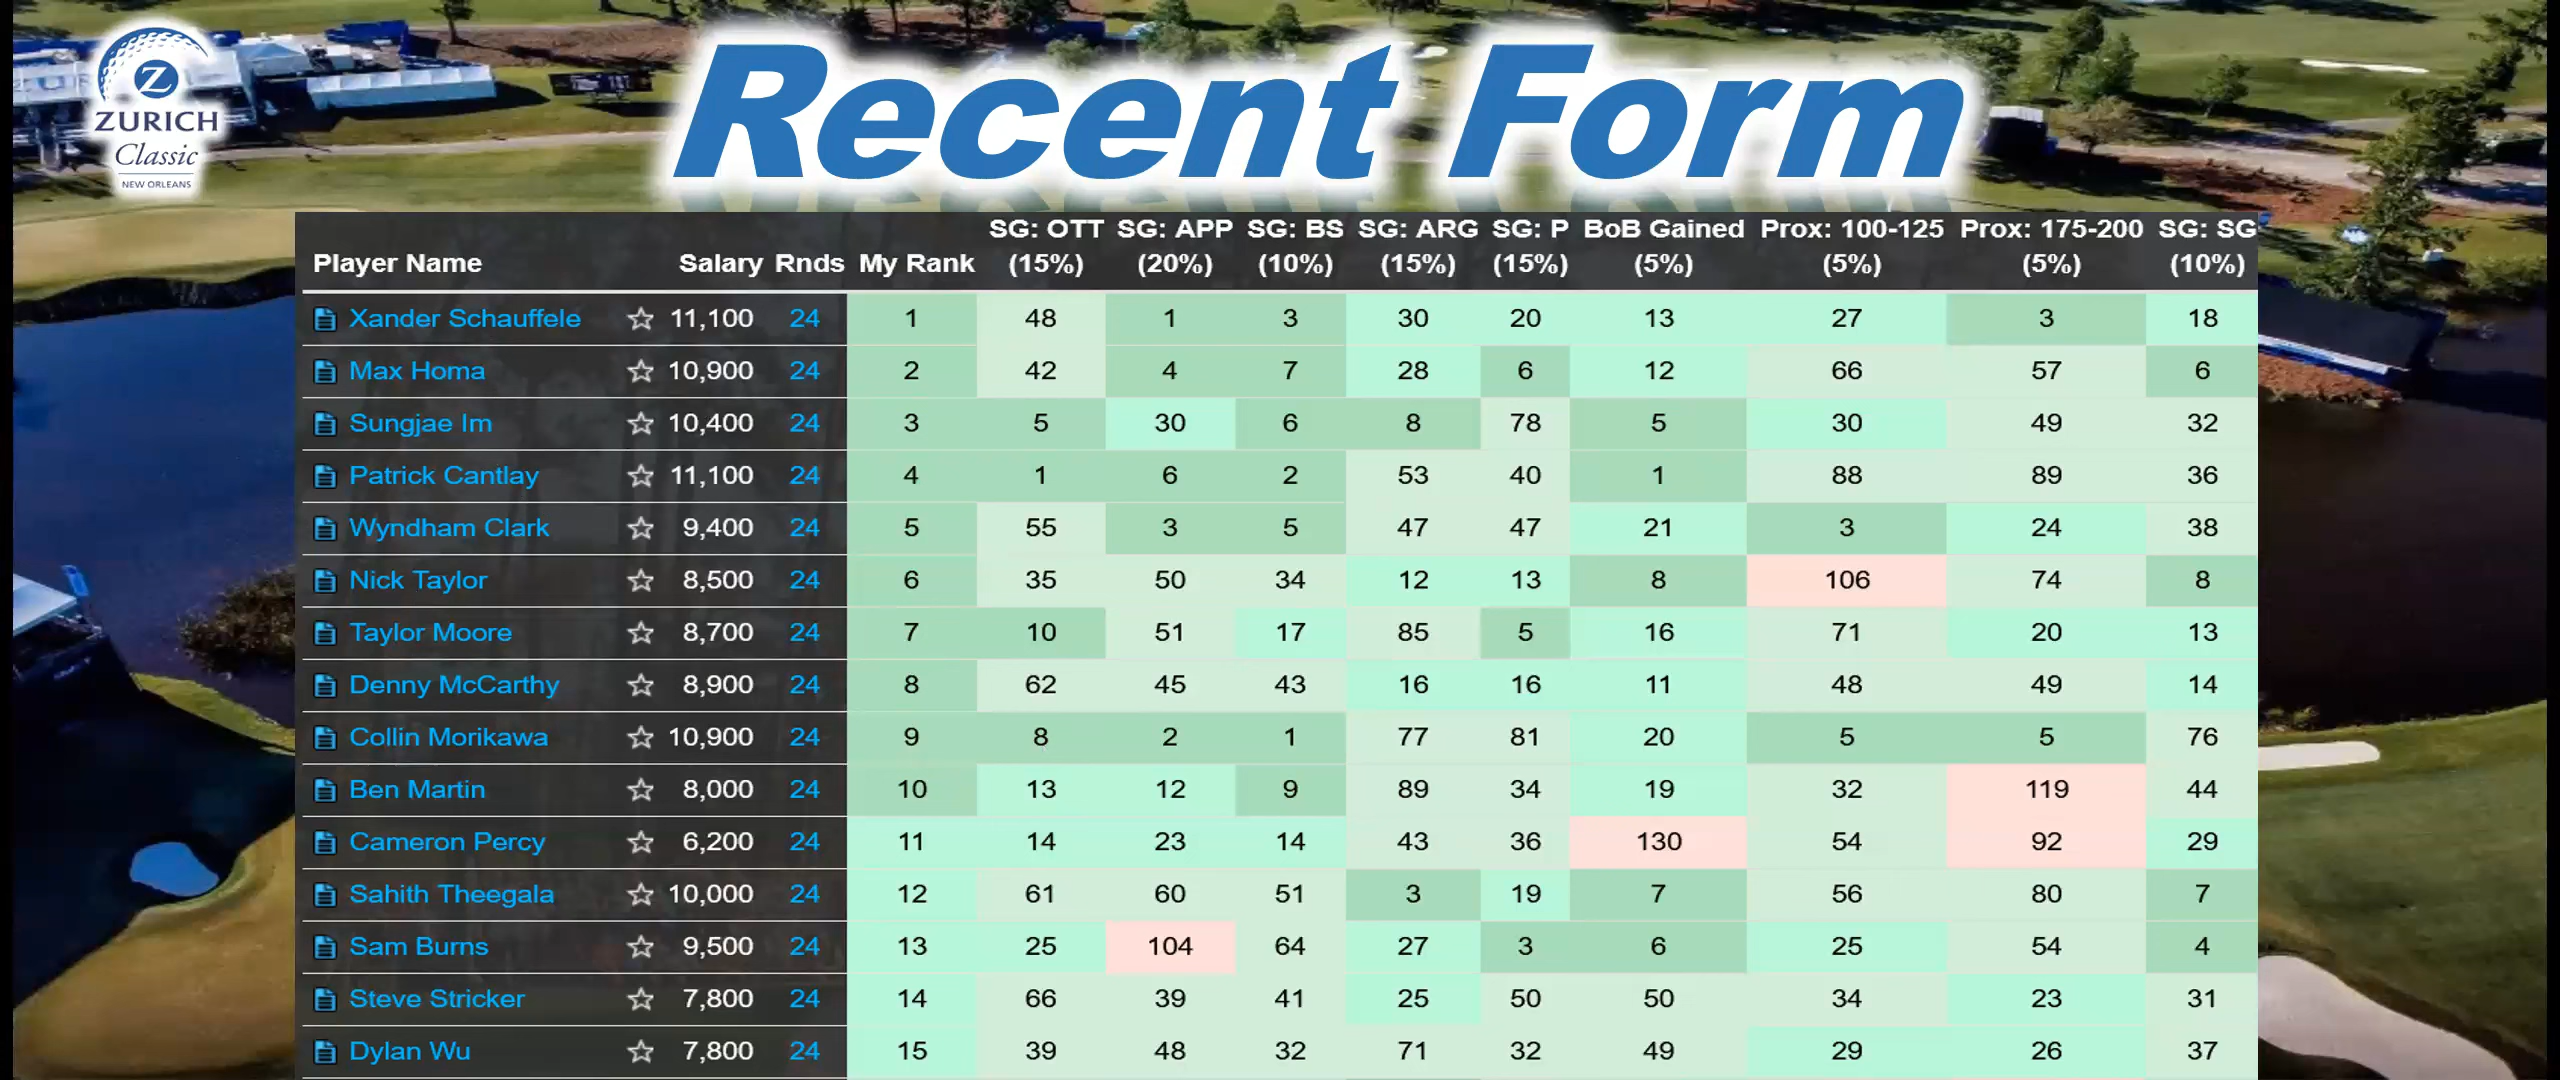 Recent Form
Z
ZURICH
Classic
NEW ORLEANS
SG: OTT SG: APP SG: BS SG: ARG SG: P BoB Gained Prox: 100-125 Prox: 175-200 SG: SG
Player Name Salary Rnds My Rank (15%) (20%) (10%) (15%) (15%) (5%) (5%) (5%) (10%)
Xander Schauffele 11,100 24 1 48 1 3 30 20 13 27 3 18
Max Homa 10,900 24 2 42 4 7 28 6 12 66 57 6
Sungjae Im 10,400 24 3 5 30 6 8 78 5 30 49 32
Patrick Cantlay 11,100 24 4 1 6 2 53 40 1 88 89 36
Wyndham Clark 9,400 24 5 55 3 5 47 47 21 3 24 38
Nick Taylor 8,500 24 6 35 50 34 12 13 8 106 74 8
Taylor Moore 8,700 24 7 10 51 17 85 5 16 71 20 13
Denny McCarthy 8,900 24 8 62 45 43 16 16 11 48 49 14
Collin Morikawa 10,900 24 9 8 2 1 77 81 20 5 5 76
Ben Martin 8,000 24 10 13 12 9 89 34 19 32 119 44
Cameron Percy 6,200 24 11 14 23 14 43 36 130 54 92 29
Sahith Theegala 10,000 24 12 61 60 51 3 19 7 56 80 7
Sam Burns 9,500 24 13 25 104 64 27 3 6 25 54 4
Steve Stricker 7,800 24 14 66 39 41 25 50 50 34 23 31
Dylan Wu 7,800 24 15 39 48 32 71 32 49 29 26 37